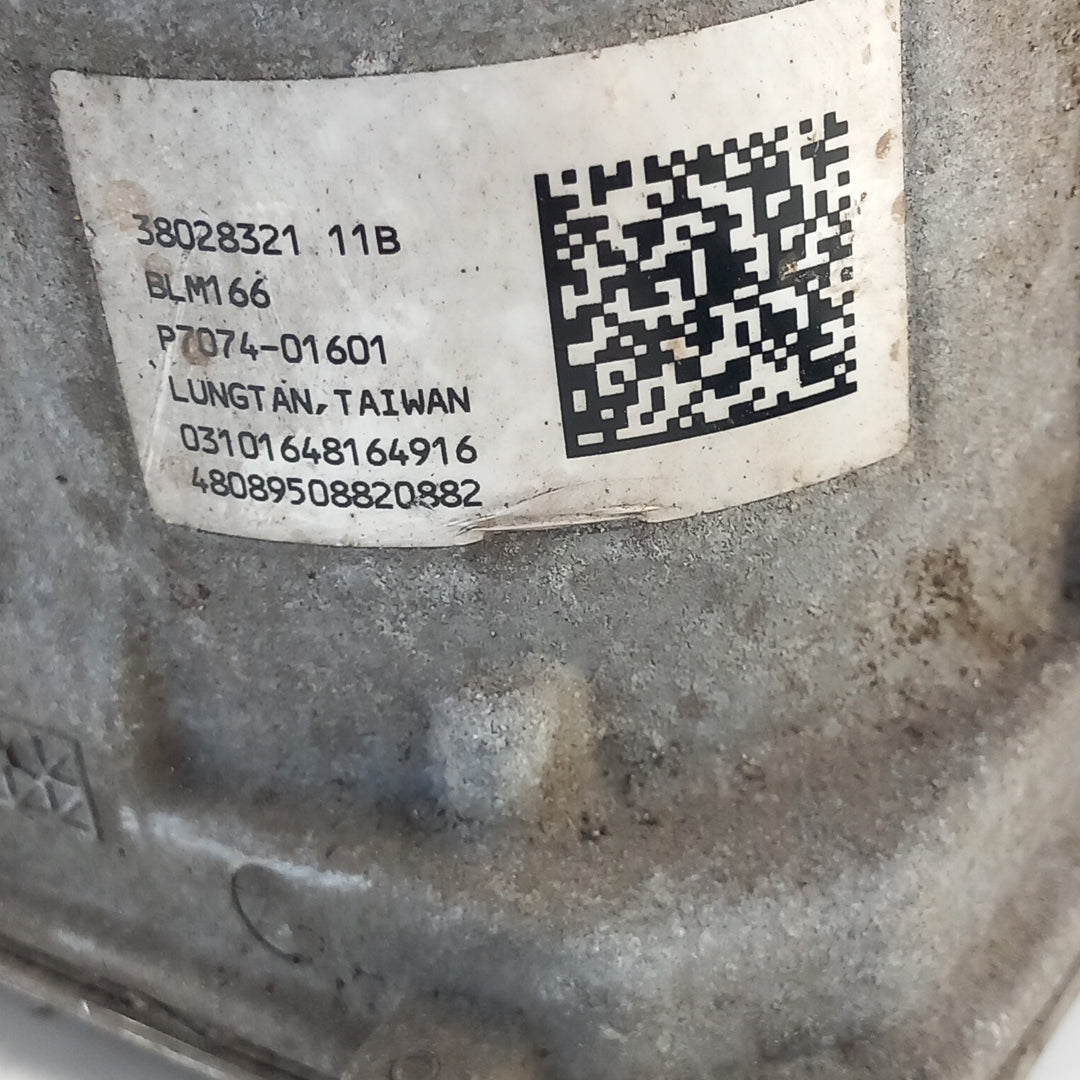 38028321 11B
BLM166
P7074-01601
LUNGTAN, TAIWAN
03101648164916
48089508820882